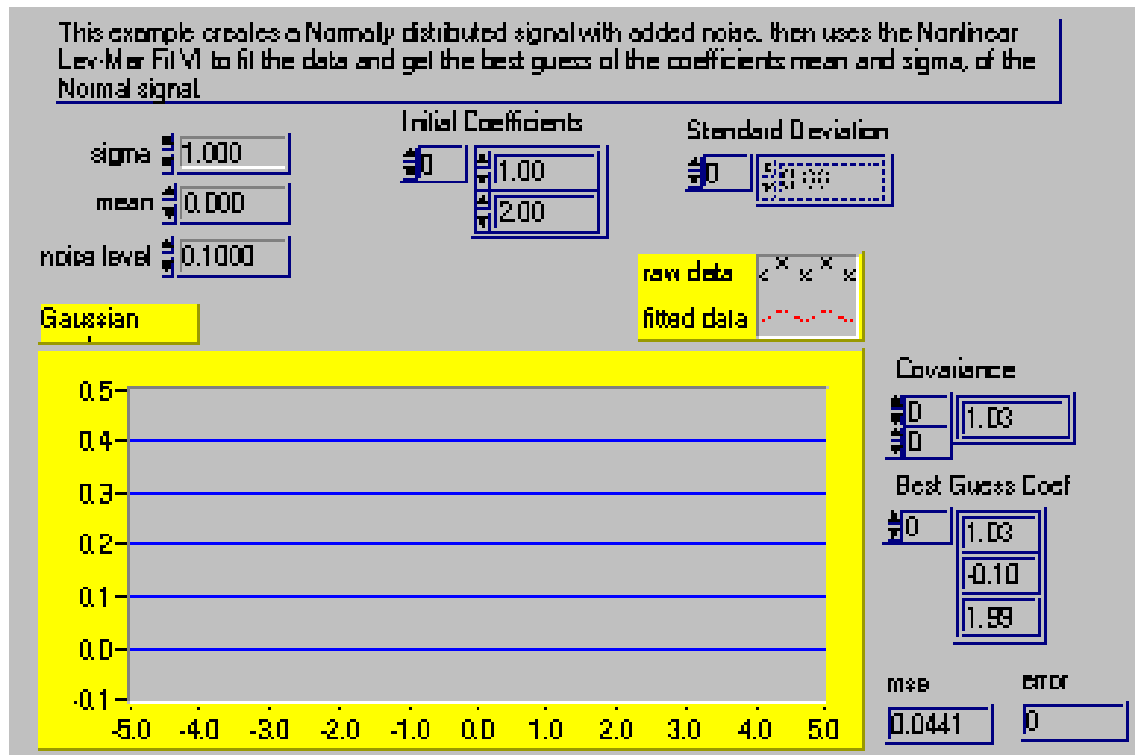 This example creates a Normally distributed signal with added noise, then uses the Nonlinear
Lev-Mar Fit VI to fit the data and get the best guess of the coefficients mean and sigma, of the
Normal signal.
Initial Coefficients
Standard Deviation
sigma 1.000
0 1.00
0
mean 0.000
2.00
noise level 0.1000
raw data
Gaussian
fitted data
Covariance
0.5
0 1.03
0
0.4
0.3
Best Guess Coef
0 1.03
0.2
-0.10
0.1
1.99
0.0
mse error
-0.1
0.0441 0
-5.0 -4.0 -3.0 -2.0 -1.0 0.0 1.0 2.0 3.0 4.0 5.0